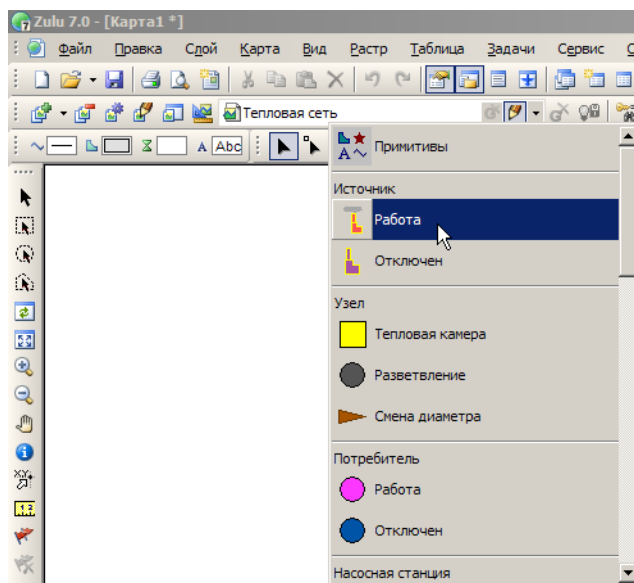 Zulu 7.0 - [Карта1 *]
Файл Правка Слой Карта Вид Растр Таблица Задачи Сервис
Тепловая сеть
A Abc
Примитивы
Источник
Работа
Отключен
Узел
Тепловая камера
Разветвление
Смена диаметра
Потребитель
Работа
Отключен
Насосная станция